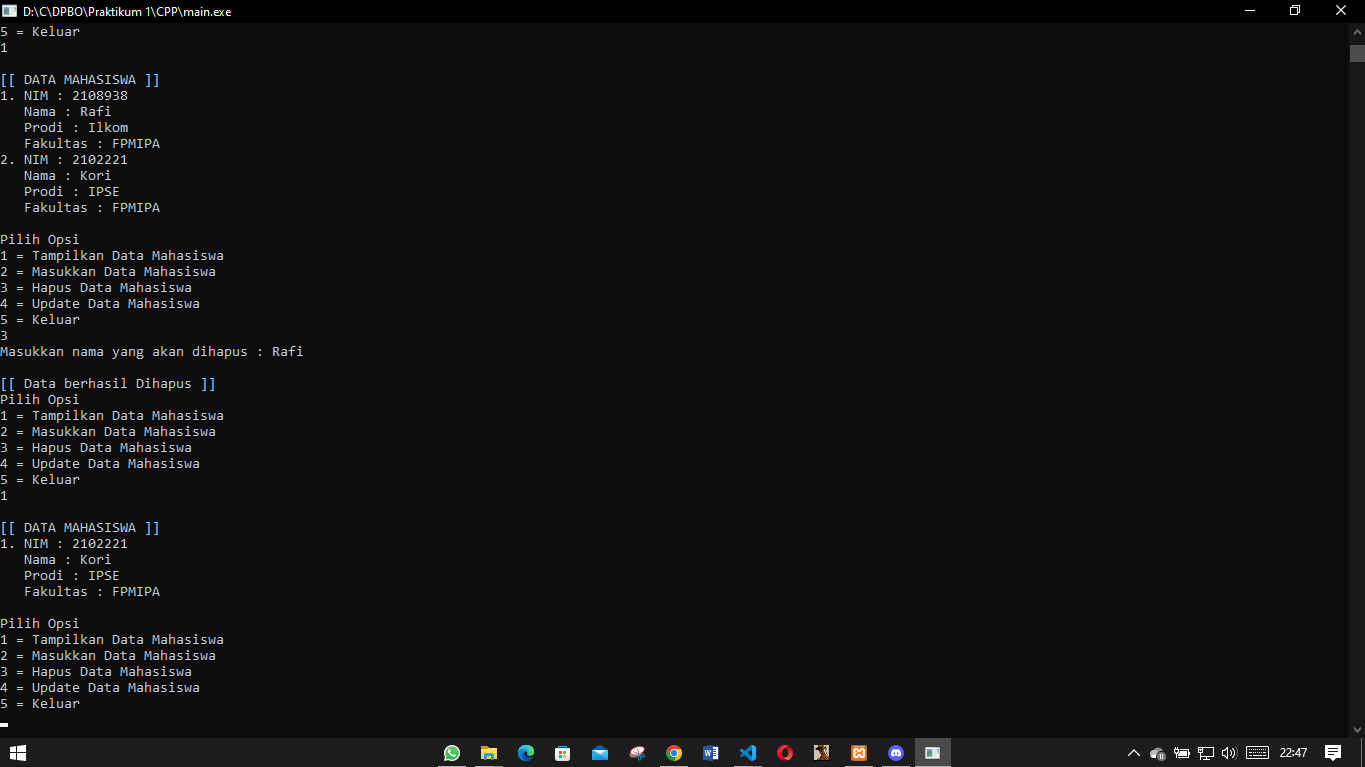 D:\C\DPBO\Praktikum 1\CPP\main.exe
5 = Keluar
1
[[ DATA MAHASISWA ]]
1. NIM : 2108938
Nama : Rafi
Prodi : Ilkom
Fakultas : FPMIPA
2. NIM : 2102221
Nama : Kori
Prodi : IPSE
Fakultas : FPMIPA
Pilih Opsi
1 = Tampilkan Data Mahasiswa
2 = Masukkan Data Mahasiswa
3 = Hapus Data Mahasiswa
4 = Update Data Mahasiswa
5 = Keluar
3
Masukkan nama yang akan dihapus : Rafi
[[ Data berhasil Dihapus ]]
Pilih Opsi
1 = Tampilkan Data Mahasiswa
2 = Masukkan Data Mahasiswa
3 = Hapus Data Mahasiswa
4 = Update Data Mahasiswa
5 = Keluar
1
[[ DATA MAHASISWA ]]
1. NIM : 2102221
Nama : Kori
Prodi : IPSE
Fakultas : FPMIPA
Pilih Opsi
1 = Tampilkan Data Mahasiswa
2 = Masukkan Data Mahasiswa
3 = Hapus Data Mahasiswa
4 = Update Data Mahasiswa
5 = Keluar
22:47